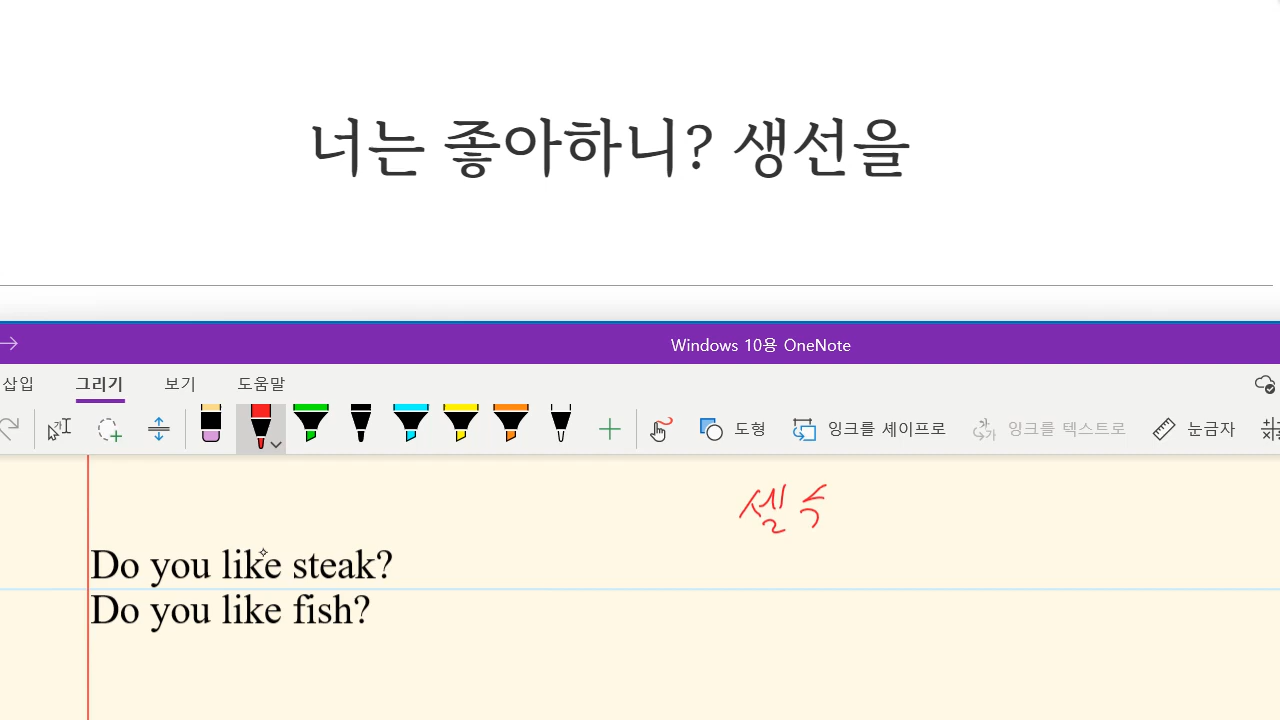 너는 좋아하니? 생선을
Windows 10용 OneNote
삽입 그리기 보기 도움말
도형 잉크를 셰이프로 잉크를 텍스트로 눈금자
셀 수
Do you like steak?
Do you like fish?